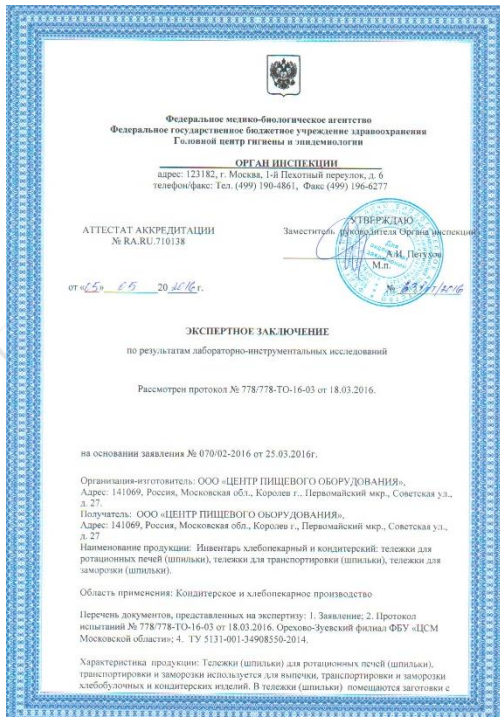 Федеральное медико-биологическое агентство
Федеральное государственное бюджетное учреждение здравоохранения
Головной центр гигиены и эпидемиологии
ОРГАН ИНСПЕКЦИИ
адрес: 123182, г. Москва, 1-й Пехотный переулок, д. 6
телефон/факс: Тел. (499) 190-4861, Факс (499) 196-6277
УТВЕРЖДАЮ
АТТЕСТАТ АККРЕДИТАЦИИ
Заместитель руководителя Органа инспекции
№ RA.RU.710138
А.И. Петухов
М.п.
от «05» 05 2016г.
№
ЭКСПЕРТНОЕ ЗАКЛЮЧЕНИЕ
по результатам лабораторно-инструментальных исследований
Рассмотрен протокол № 778/778-ТО-16-03 от 18.03.2016.
на основании заявления № 070/02-2016 от 25.03.2016г.
Организация-изготовитель: ООО «ЦЕНТР ПИЩЕВОГО ОБОРУДОВАНИЯ»,
Адрес: 141069, Россия, Московская обл., Королев г., Первомайский мкр., Советская ул.,
д. 27.
Получатель: ООО «ЦЕНТР ПИЩЕВОГО ОБОРУДОВАНИЯ»,
Адрес: 141069, Россия, Московская обл., Королев г., Первомайский мкр., Советская ул.,
д. 27
Наименование продукции: Инвентарь хлебопекарный и кондитерский: тележки для
ротационных печей (шпильки), тележки для транспортировки (шпильки), тележки для
заморозки (шпильки).
Область применения: Кондитерское и хлебопекарное производство
Перечень документов, представленных на экспертизу: 1. Заявление; 2. Протокол
испытаний № 778/778-ТО-16-03 от 18.03.2016. Орехово-Зуевский филиал ФБУ «ЦСМ
Московской области»; 4. ТУ 5131-001-34908550-2014.
Характеристика продукции: Тележки (шпильки) для ротационных печей (шпильки),
транспортировки и заморозки используется для выпечки, транспортировки и заморозки
хлебобулочных и кондитерских изделий. В тележки (шпильки) помещаются заготовки с